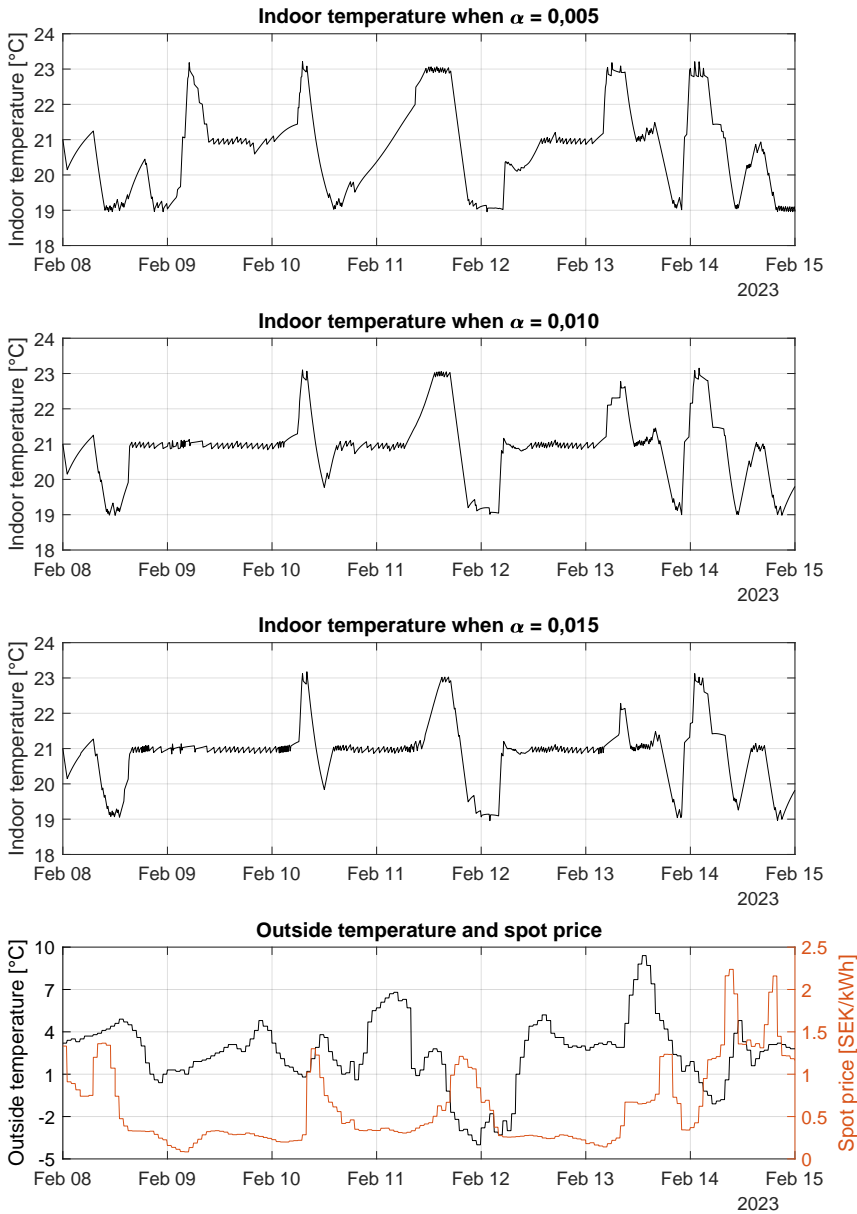 Indoor temperature when α = 0,005
Indoor temperature [°C]
24
23
22
21
20
19
18
Feb 08 Feb 09 Feb 10 Feb 11 Feb 12 Feb 13 Feb 14 Feb 15
2023
Indoor temperature when α = 0,010
Indoor temperature [°C]
24
23
22
21
20
19
18
Feb 08 Feb 09 Feb 10 Feb 11 Feb 12 Feb 13 Feb 14 Feb 15
2023
Indoor temperature when α = 0,015
Indoor temperature [°C]
24
23
22
21
20
19
18
Feb 08 Feb 09 Feb 10 Feb 11 Feb 12 Feb 13 Feb 14 Feb 15
2023
Outside temperature and spot price
Outside temperature [°C]
10
7
4
1
-2
-5
2.5
2
1.5
1
0.5
0
Spot price [SEK/kWh]
Feb 08 Feb 09 Feb 10 Feb 11 Feb 12 Feb 13 Feb 14 Feb 15
2023